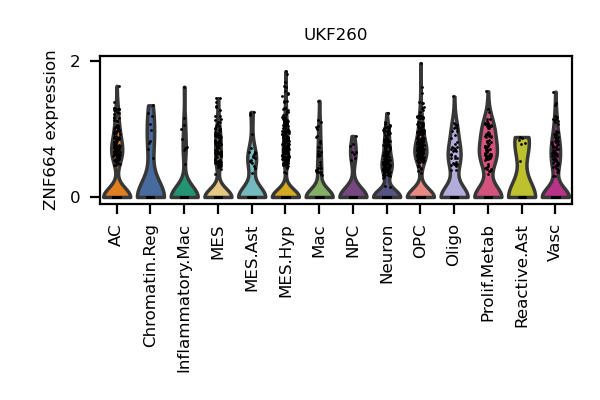 UKF260
ZNF664 expression
2
0
AC
Chromatin.Reg
Inflammatory.Mac
MES
MES.Ast
MES.Hyp
Mac
NPC
Neuron
OPC
Oligo
Prolif.Metab
Reactive.Ast
Vasc